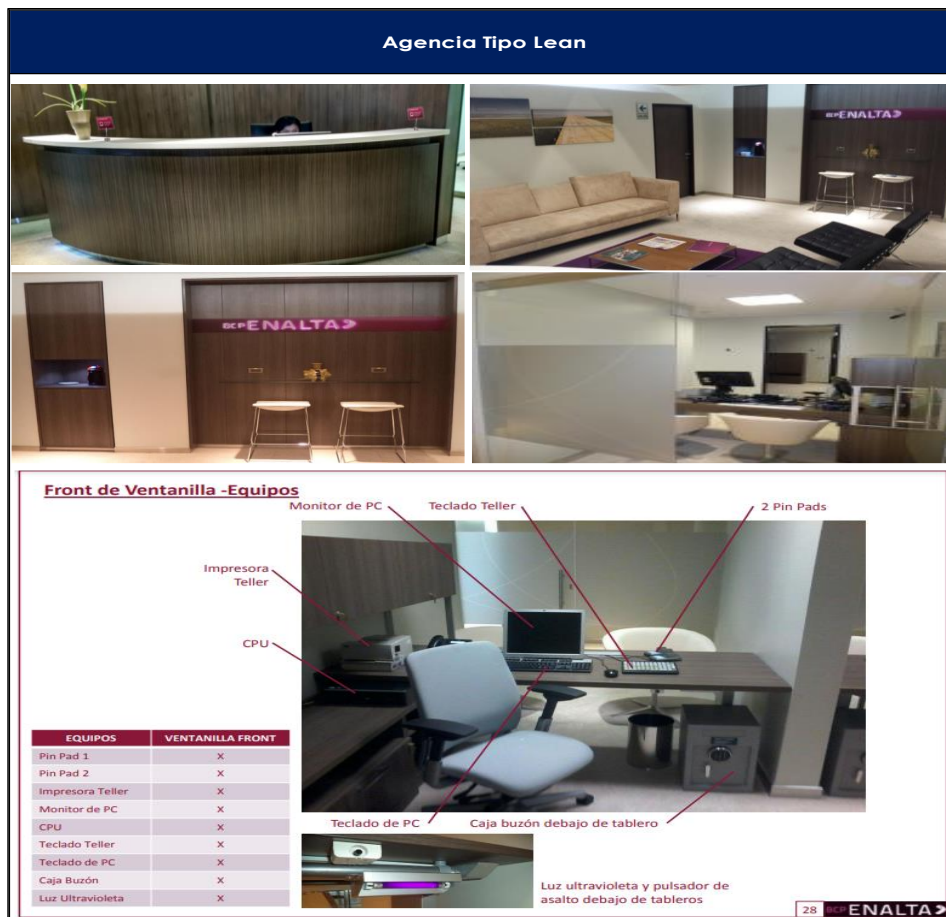 Agencia Tipo Lean
BCP ENALTA
BCP ENALTA
Front de Ventanilla -Equipos
Monitor de PC
Teclado Teller
2 Pin Pads
Impresora
Teller
CPU
EQUIPOS VENTANILLA FRONT
Pin Pad 1 X
Pin Pad 2 X
Impresora Teller X
Monitor de PC X
CPU X
Teclado Teller X
Teclado de PC X
Caja Buzón X
Luz Ultravioleta X
Teclado de PC
Caja buzón debajo de tablero
Luz ultravioleta y pulsador de
asalto debajo de tableros
28 BCP ENALTA